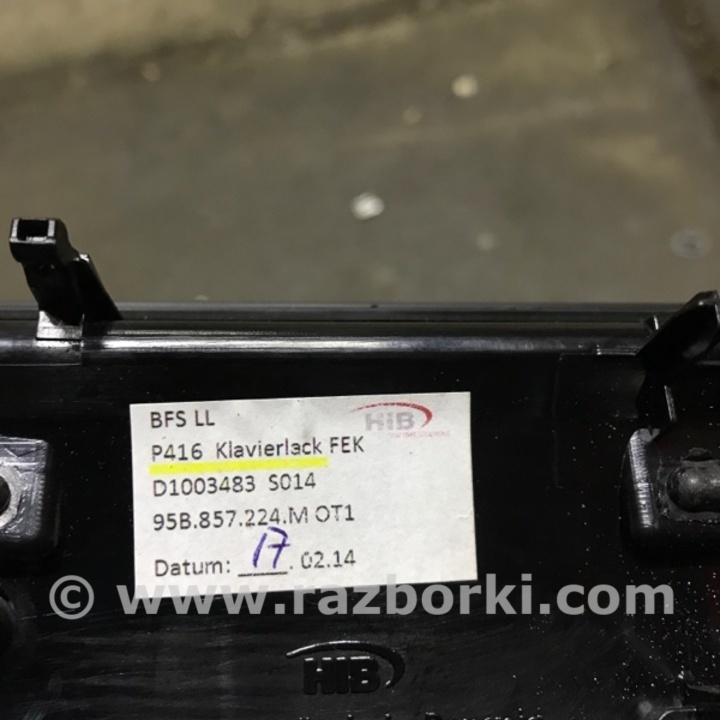 BFS LL
HIB
P416 Klavierlack FEK
D1003483 S014
95B.857.224.M OT1
Datum: 17. 02.14
© www.razborki.com
HIB